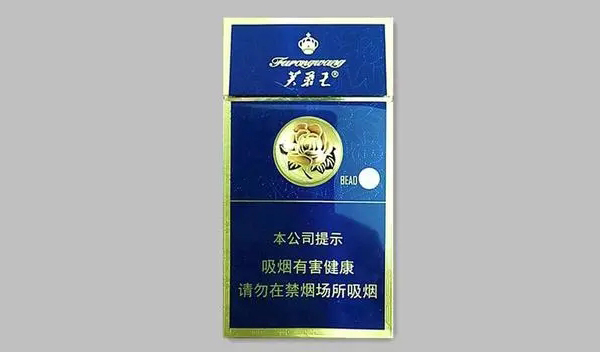 Furongwang
芙蓉王®
BEAD
本公司提示
吸烟有害健康
请勿在禁烟场所吸烟